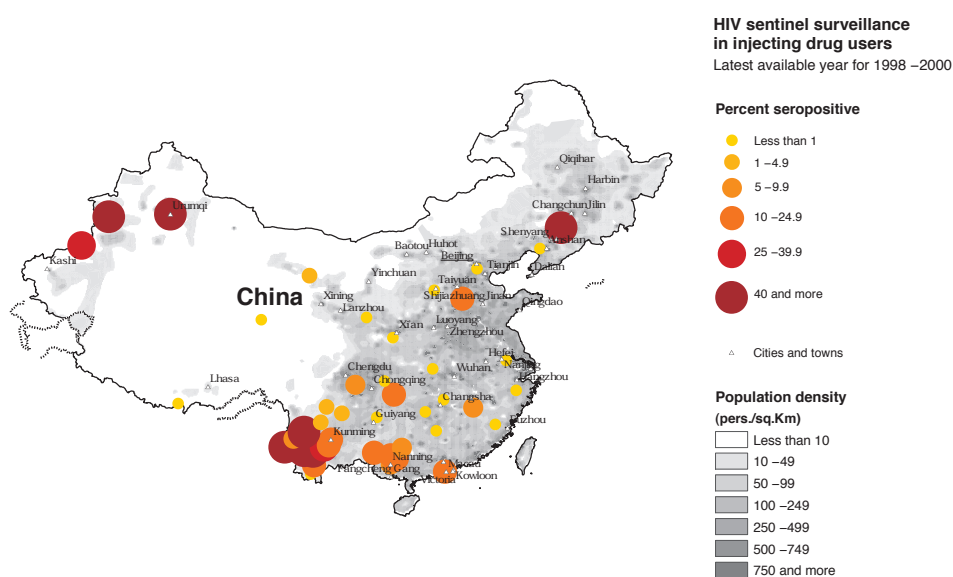 HIV sentinel surveillance
in injecting drug users
Latest available year for 1998 –2000
Percent seropositive
Less than 1
1 –4.9
5 –9.9
10 –24.9
25 –39.9
40 and more
Cities and towns
Population density
(pers./sq.Km)
Less than 10
10 –49
50 –99
100 –249
250 –499
500 –749
750 and more
Qiqihar
Harbin
Changchun
Jilin
Urumqi
Shenyang
Anshan
Baotou
Huhot
Beijing
Kashi
Tianjin
Dalian
Yinchuan
Taiyuan
China
Xining
Shijiazhuang
Jinan
Qingdao
Lanzhou
Luoyang
Xi'an
Zhengzhou
Hefei
Nanjing
Chengdu
Wuhan
Hangzhou
Lhasa
Chongqing
Changsha
Guiyang
Fuzhou
Kunming
Nanning
Macau
Fangcheng Gang
Kowloon
Victoria